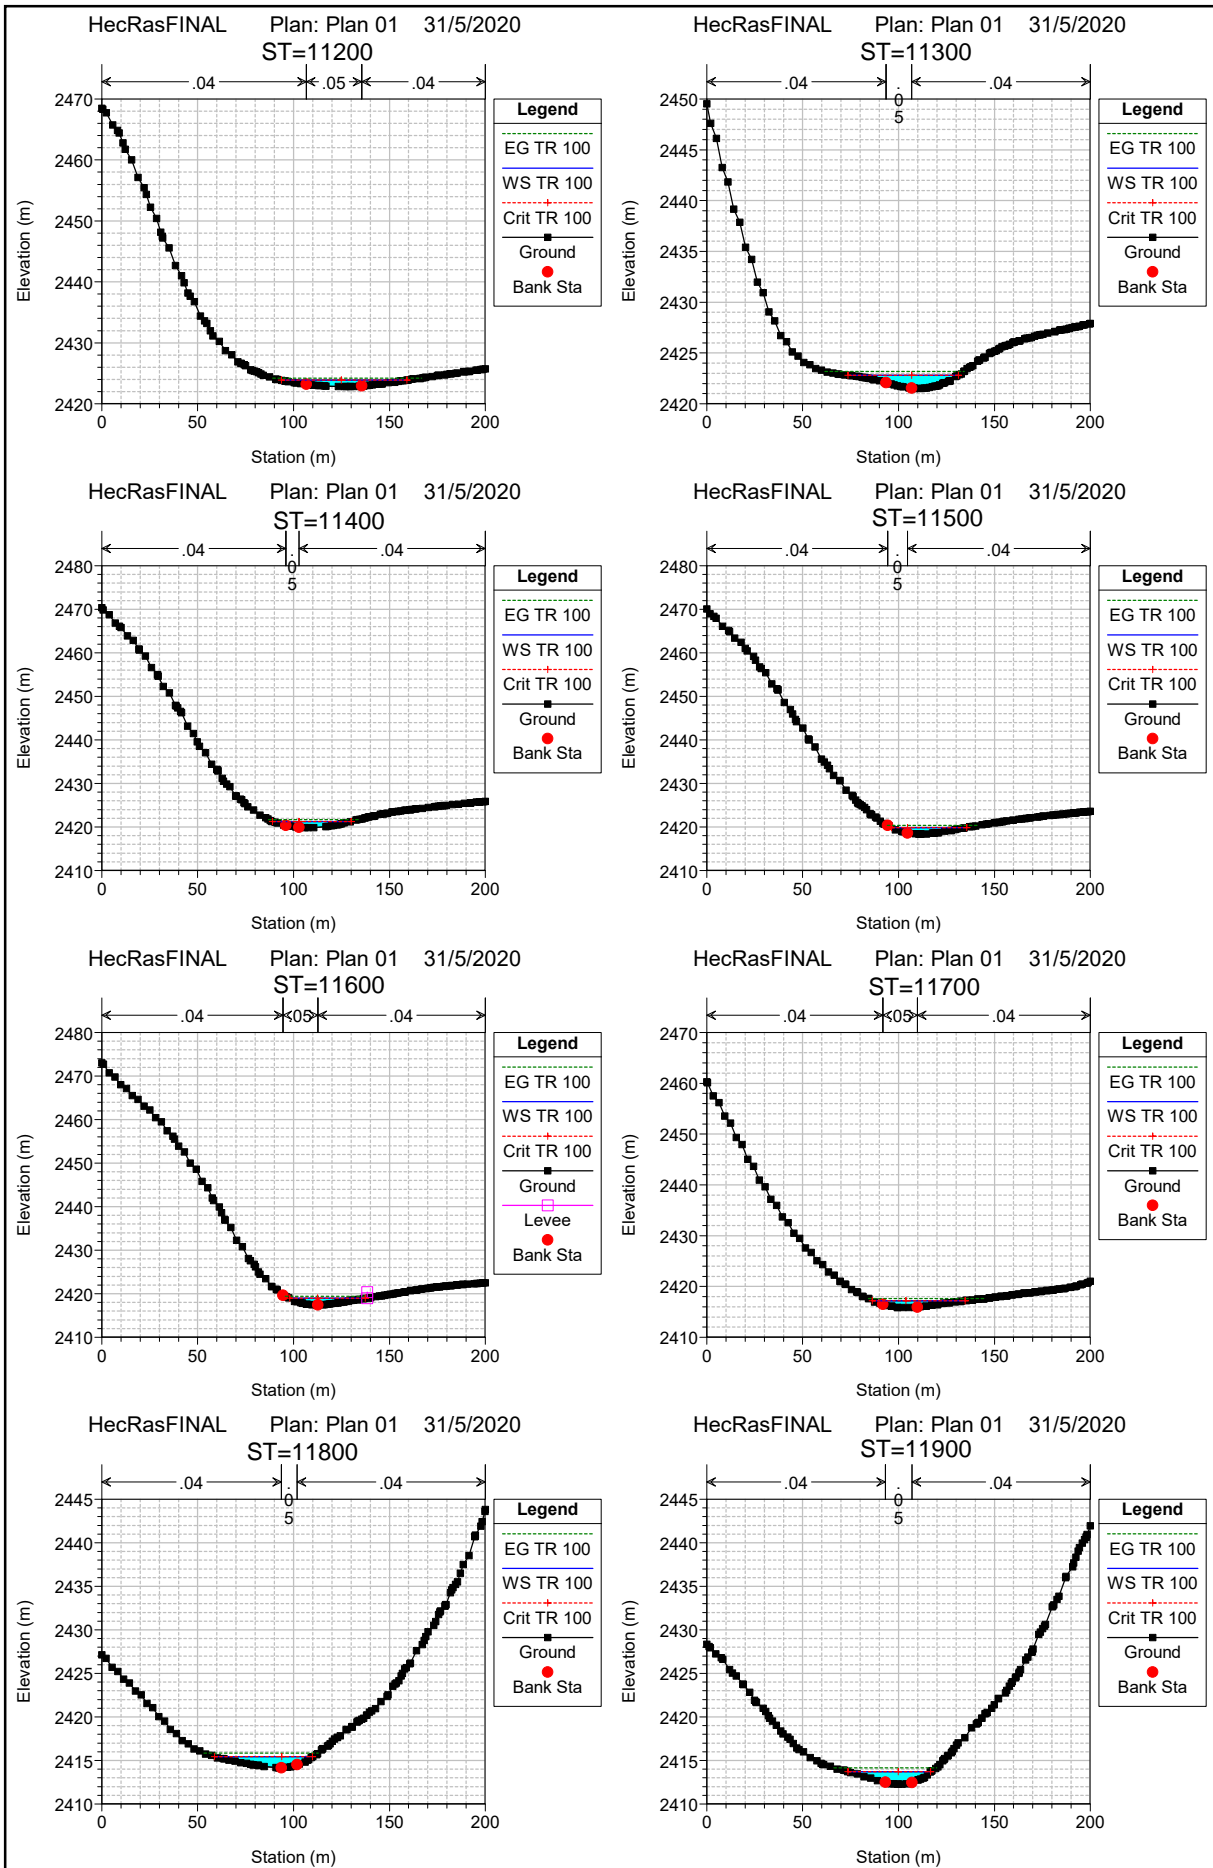 HecRasFINAL Plan: Plan 01 31/5/2020
ST=11200
.04 .05 .04
2470
2460
2450
2440
2430
2420
Elevation (m)
0 50 100 150 200
Station (m)
Legend
EG TR 100
WS TR 100
Crit TR 100
Ground
Bank Sta
HecRasFINAL Plan: Plan 01 31/5/2020
ST=11300
.04 .05 .04
2450
2445
2440
2435
2430
2425
2420
Elevation (m)
0 50 100 150 200
Station (m)
Legend
EG TR 100
WS TR 100
Crit TR 100
Ground
Bank Sta
HecRasFINAL Plan: Plan 01 31/5/2020
ST=11400
.04 .05 .04
2480
2470
2460
2450
2440
2430
2420
2410
Elevation (m)
0 50 100 150 200
Station (m)
Legend
EG TR 100
WS TR 100
Crit TR 100
Ground
Bank Sta
HecRasFINAL Plan: Plan 01 31/5/2020
ST=11500
.04 .05 .04
2480
2470
2460
2450
2440
2430
2420
2410
Elevation (m)
0 50 100 150 200
Station (m)
Legend
EG TR 100
WS TR 100
Crit TR 100
Ground
Bank Sta
HecRasFINAL Plan: Plan 01 31/5/2020
ST=11600
.04 .05 .04
2480
2470
2460
2450
2440
2430
2420
2410
Elevation (m)
0 50 100 150 200
Station (m)
Legend
EG TR 100
WS TR 100
Crit TR 100
Ground
Levee
Bank Sta
HecRasFINAL Plan: Plan 01 31/5/2020
ST=11700
.04 .05 .04
2470
2460
2450
2440
2430
2420
2410
Elevation (m)
0 50 100 150 200
Station (m)
Legend
EG TR 100
WS TR 100
Crit TR 100
Ground
Bank Sta
HecRasFINAL Plan: Plan 01 31/5/2020
ST=11800
.04 .05 .04
2445
2440
2435
2430
2425
2420
2415
2410
Elevation (m)
0 50 100 150 200
Station (m)
Legend
EG TR 100
WS TR 100
Crit TR 100
Ground
Bank Sta
HecRasFINAL Plan: Plan 01 31/5/2020
ST=11900
.04 .05 .04
2445
2440
2435
2430
2425
2420
2415
2410
Elevation (m)
0 50 100 150 200
Station (m)
Legend
EG TR 100
WS TR 100
Crit TR 100
Ground
Bank Sta